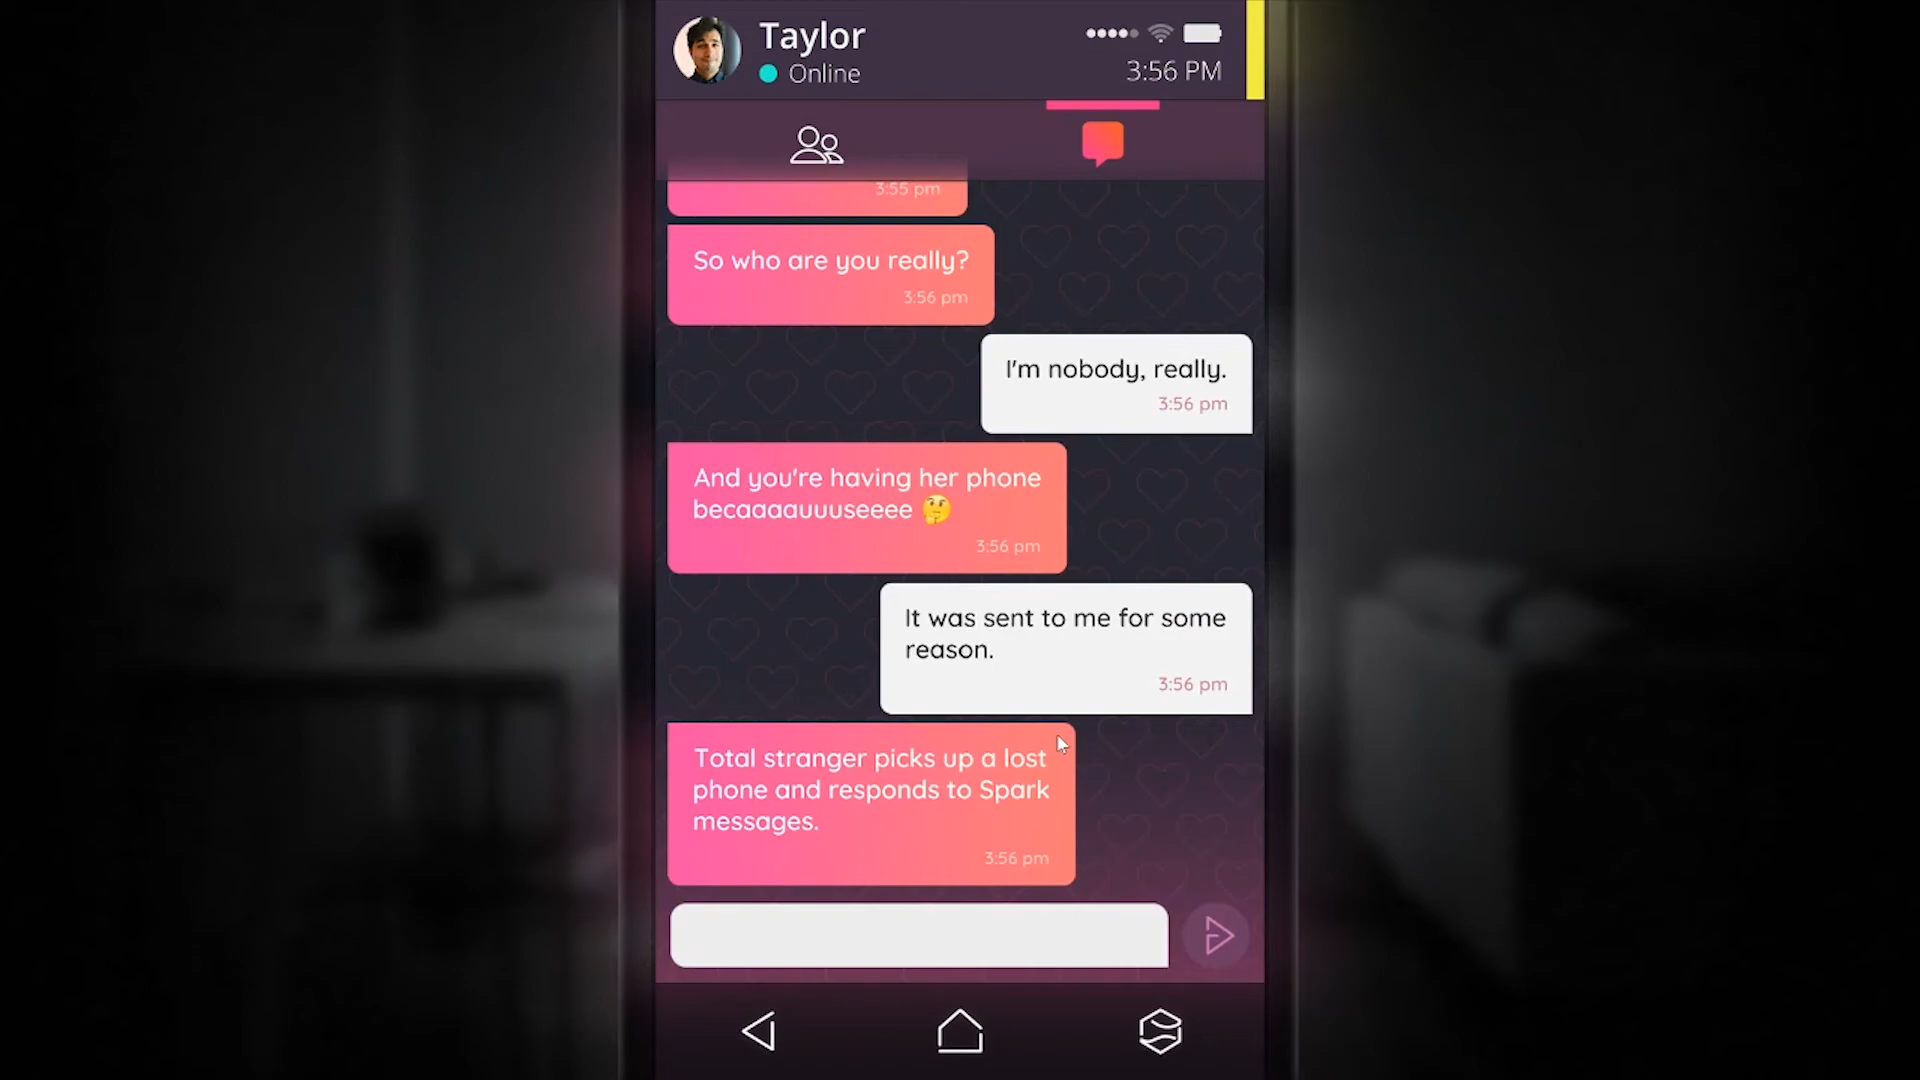 Taylor
Online
3:56 PM
3:55 pm
So who are you really?
3:56 pm
I'm nobody, really.
3:56 pm
And you're having her phone
becaaaauuuseeee 🤔
3:56 pm
It was sent to me for some
reason.
3:56 pm
Total stranger picks up a lost
phone and responds to Spark
messages.
3:56 pm